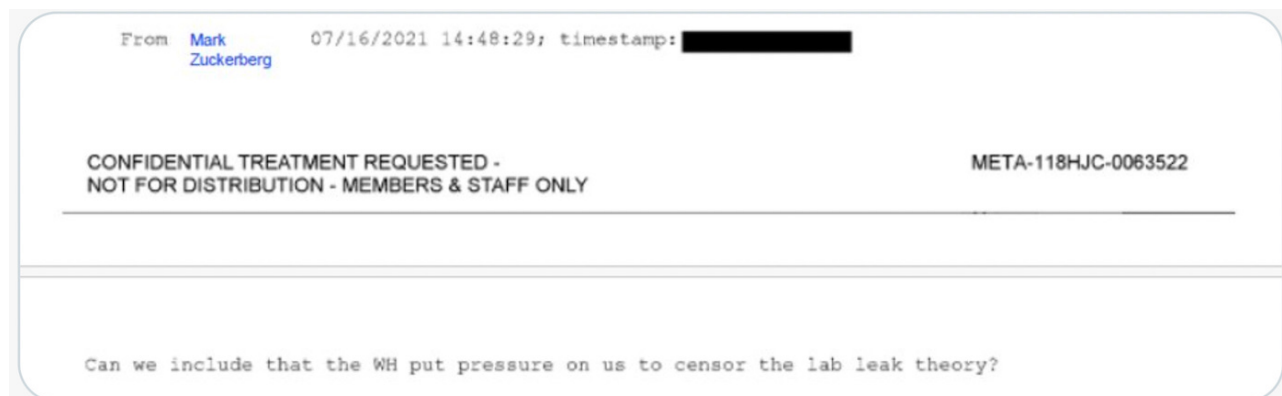 From Mark 07/16/2021 14:48:29; timestamp:
Zuckerberg
CONFIDENTIAL TREATMENT REQUESTED -
NOT FOR DISTRIBUTION - MEMBERS & STAFF ONLY
META-118HJC-0063522
Can we include that the WH put pressure on us to censor the lab leak theory?